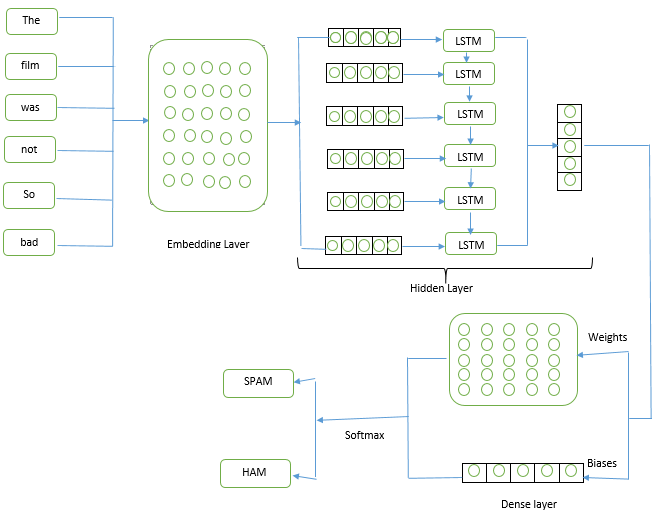 The
film
was
not
So
bad
Embedding Layer
LSTM
LSTM
LSTM
LSTM
LSTM
LSTM
Hidden Layer
Weights
Biases
Dense layer
Softmax
SPAM
HAM